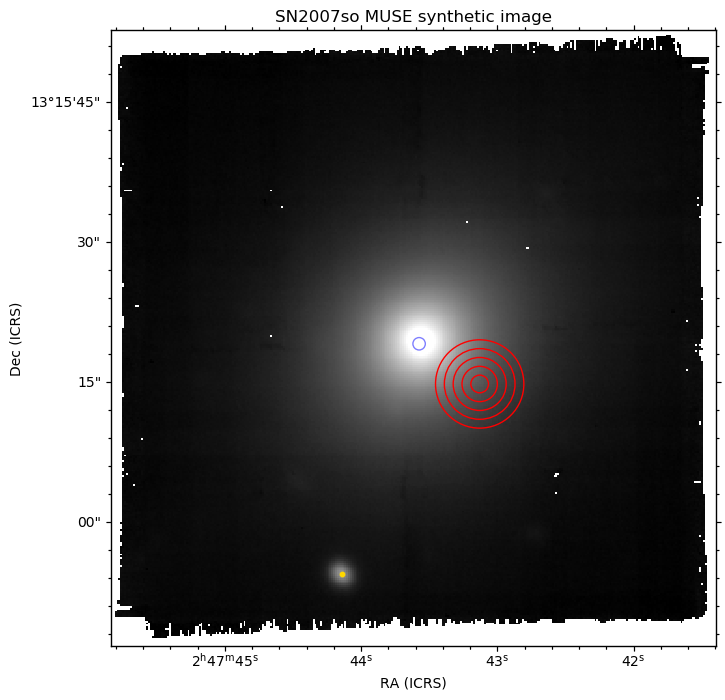 SN2007so MUSE synthetic image
13°15'45"
30"
15"
00"
Dec (ICRS)
2ʰ47ᵐ45ˢ 44ˢ 43ˢ 42ˢ
RA (ICRS)